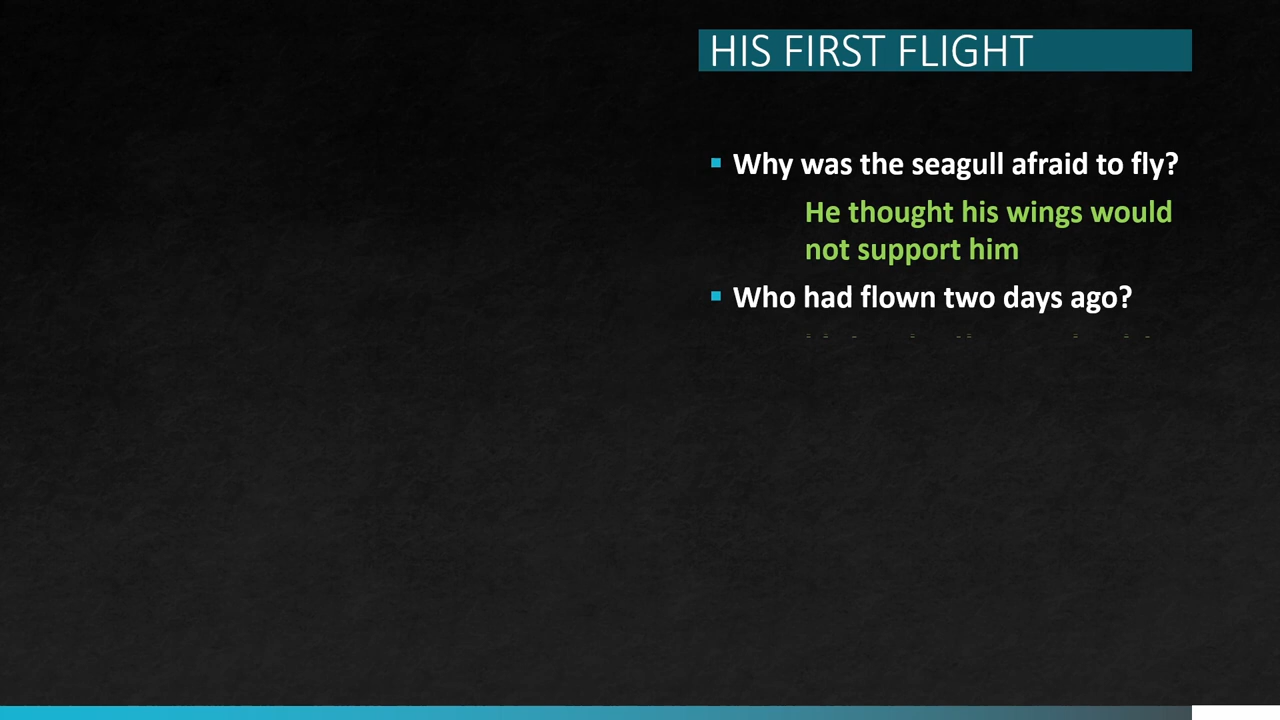 HIS FIRST FLIGHT
Why was the seagull afraid to fly?
He thought his wings would
not support him
Who had flown two days ago?